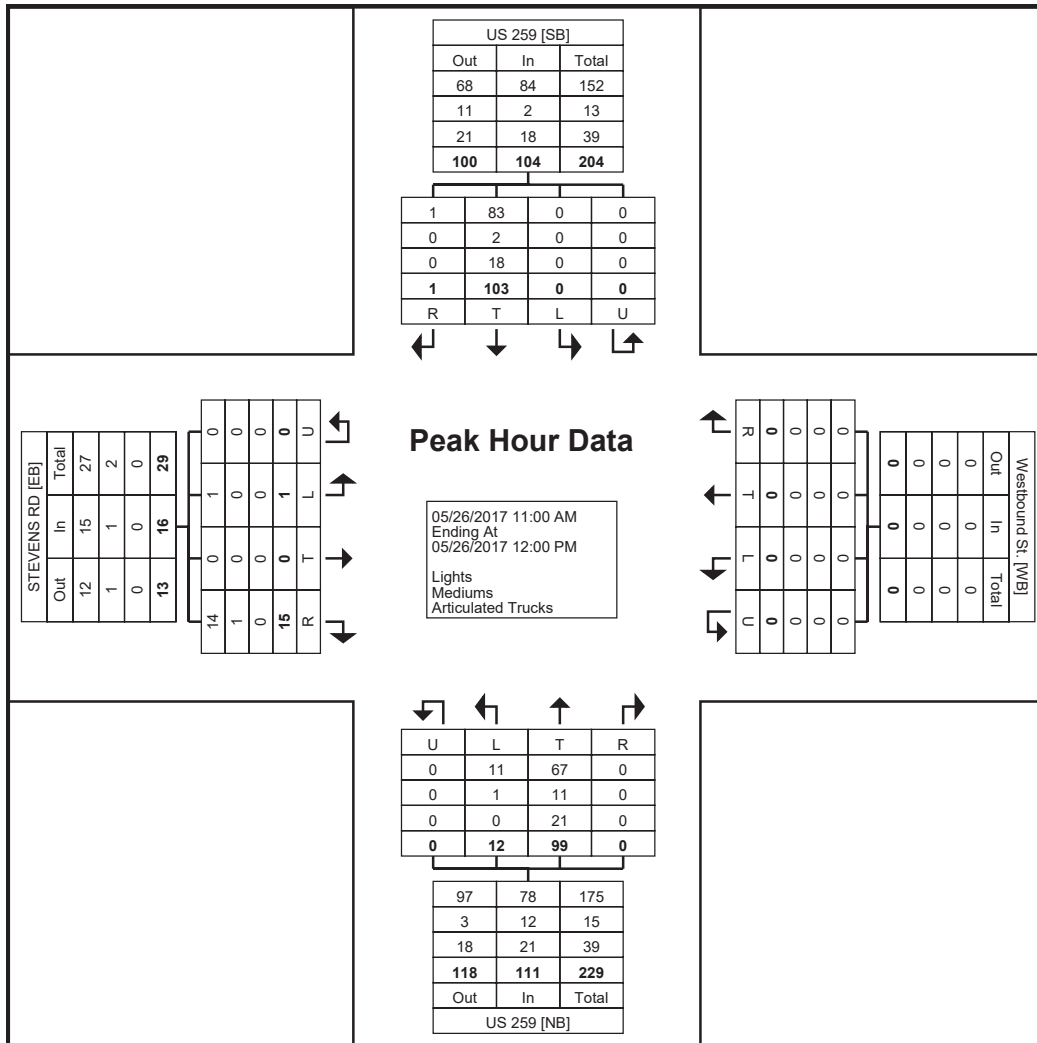 US 259 [SB]
Out In Total
68 84 152
11 2 13
21 18 39
100 104 204
1 83 0 0
0 2 0 0
0 18 0 0
1 103 0 0
R T L U
STEVENS RD [EB]
Total 27 2 0 29
In 15 1 0 16
Out 12 1 0 13
0 0 0 0 U
1 0 0 1 L
0 0 0 0 T
14 1 0 15 R
Peak Hour Data
05/26/2017 11:00 AM
Ending At
05/26/2017 12:00 PM
Lights
Mediums
Articulated Trucks
R 0 0 0 0
T 0 0 0 0
L 0 0 0 0
U 0 0 0 0
0 0 0 0 Out
0 0 0 0 In
0 0 0 0 Total
Westbound St. [WB]
U L T R
0 11 67 0
0 1 11 0
0 0 21 0
0 12 99 0
97 78 175
3 12 15
18 21 39
118 111 229
Out In Total
US 259 [NB]